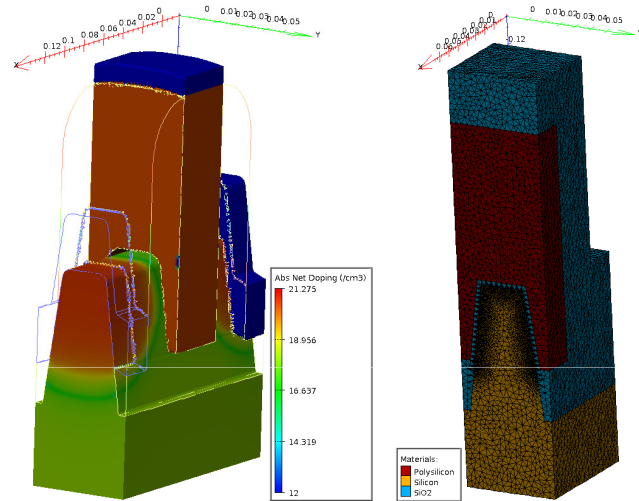 0 0.02 0.04 0.06 0.08 0.10 0.12
X
0 0.01 0.02 0.03 0.04 0.05
Y
Abs Net Doping (/cm3)
21.275
18.956
16.637
14.319
12
X
0 0.01 0.02 0.03 0.04 0.05
Y
-0.12
Materials:
Polysilicon
Silicon
SiO2